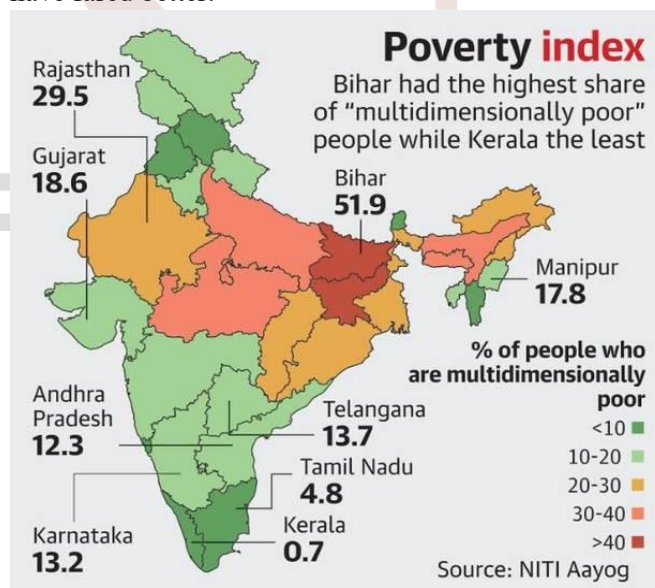 Poverty index
Bihar had the highest share
of “multidimensionally poor”
people while Kerala the least
Rajasthan
29.5
Gujarat
18.6
Bihar
51.9
Manipur
17.8
Andhra
Pradesh
12.3
Telangana
13.7
Tamil Nadu
4.8
Kerala
0.7
Karnataka
13.2
% of people who
are multidimensionally
poor
<10
10-20
20-30
30-40
>40
Source: NITI Aayog